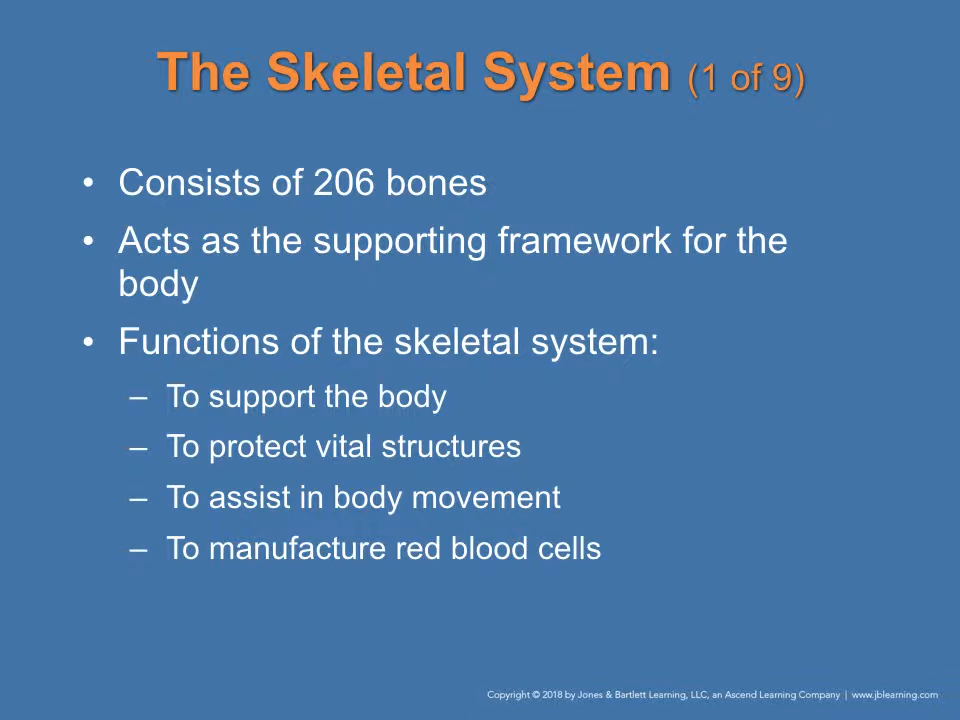 The Skeletal System (1 of 9)
• Consists of 206 bones
• Acts as the supporting framework for the
body
• Functions of the skeletal system:
– To support the body
– To protect vital structures
– To assist in body movement
– To manufacture red blood cells
Copyright © 2018 by Jones & Bartlett Learning, LLC, an Ascend Learning Company | www.jblearning.com